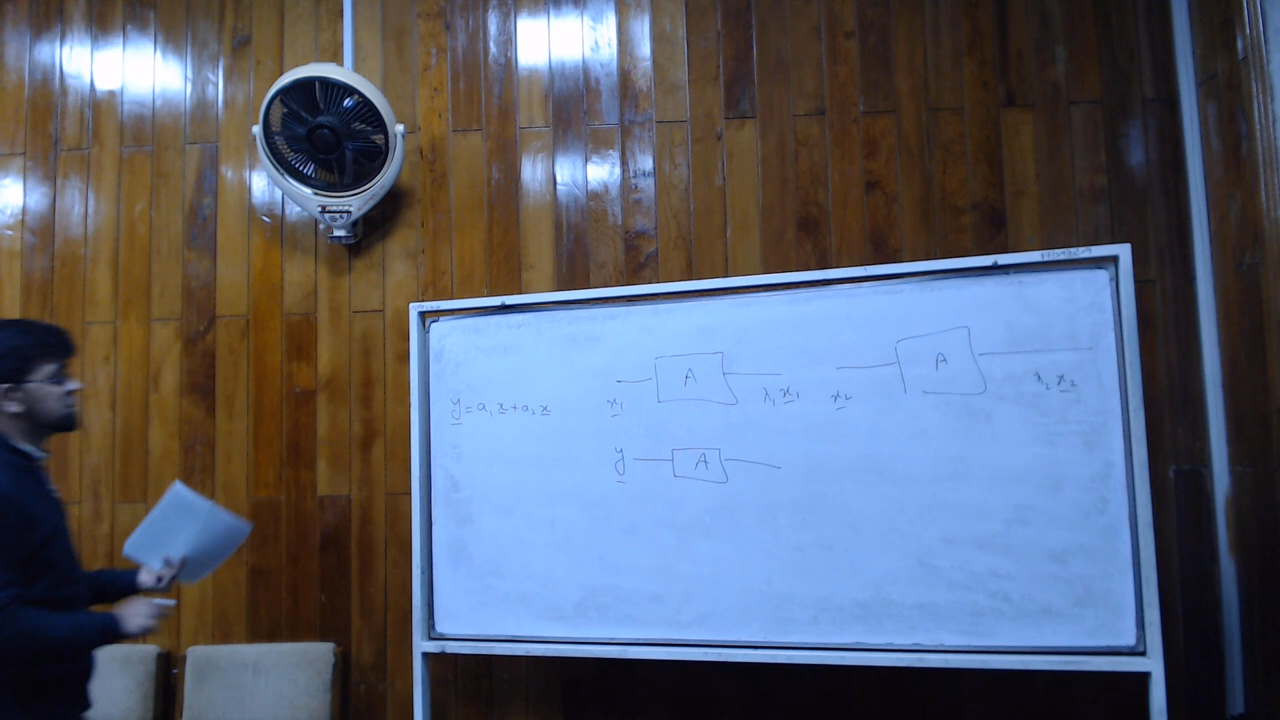 A
A
x₁ λ₁x₁ x₂ λ₂x₂
y = a₁x + a₂x
y A